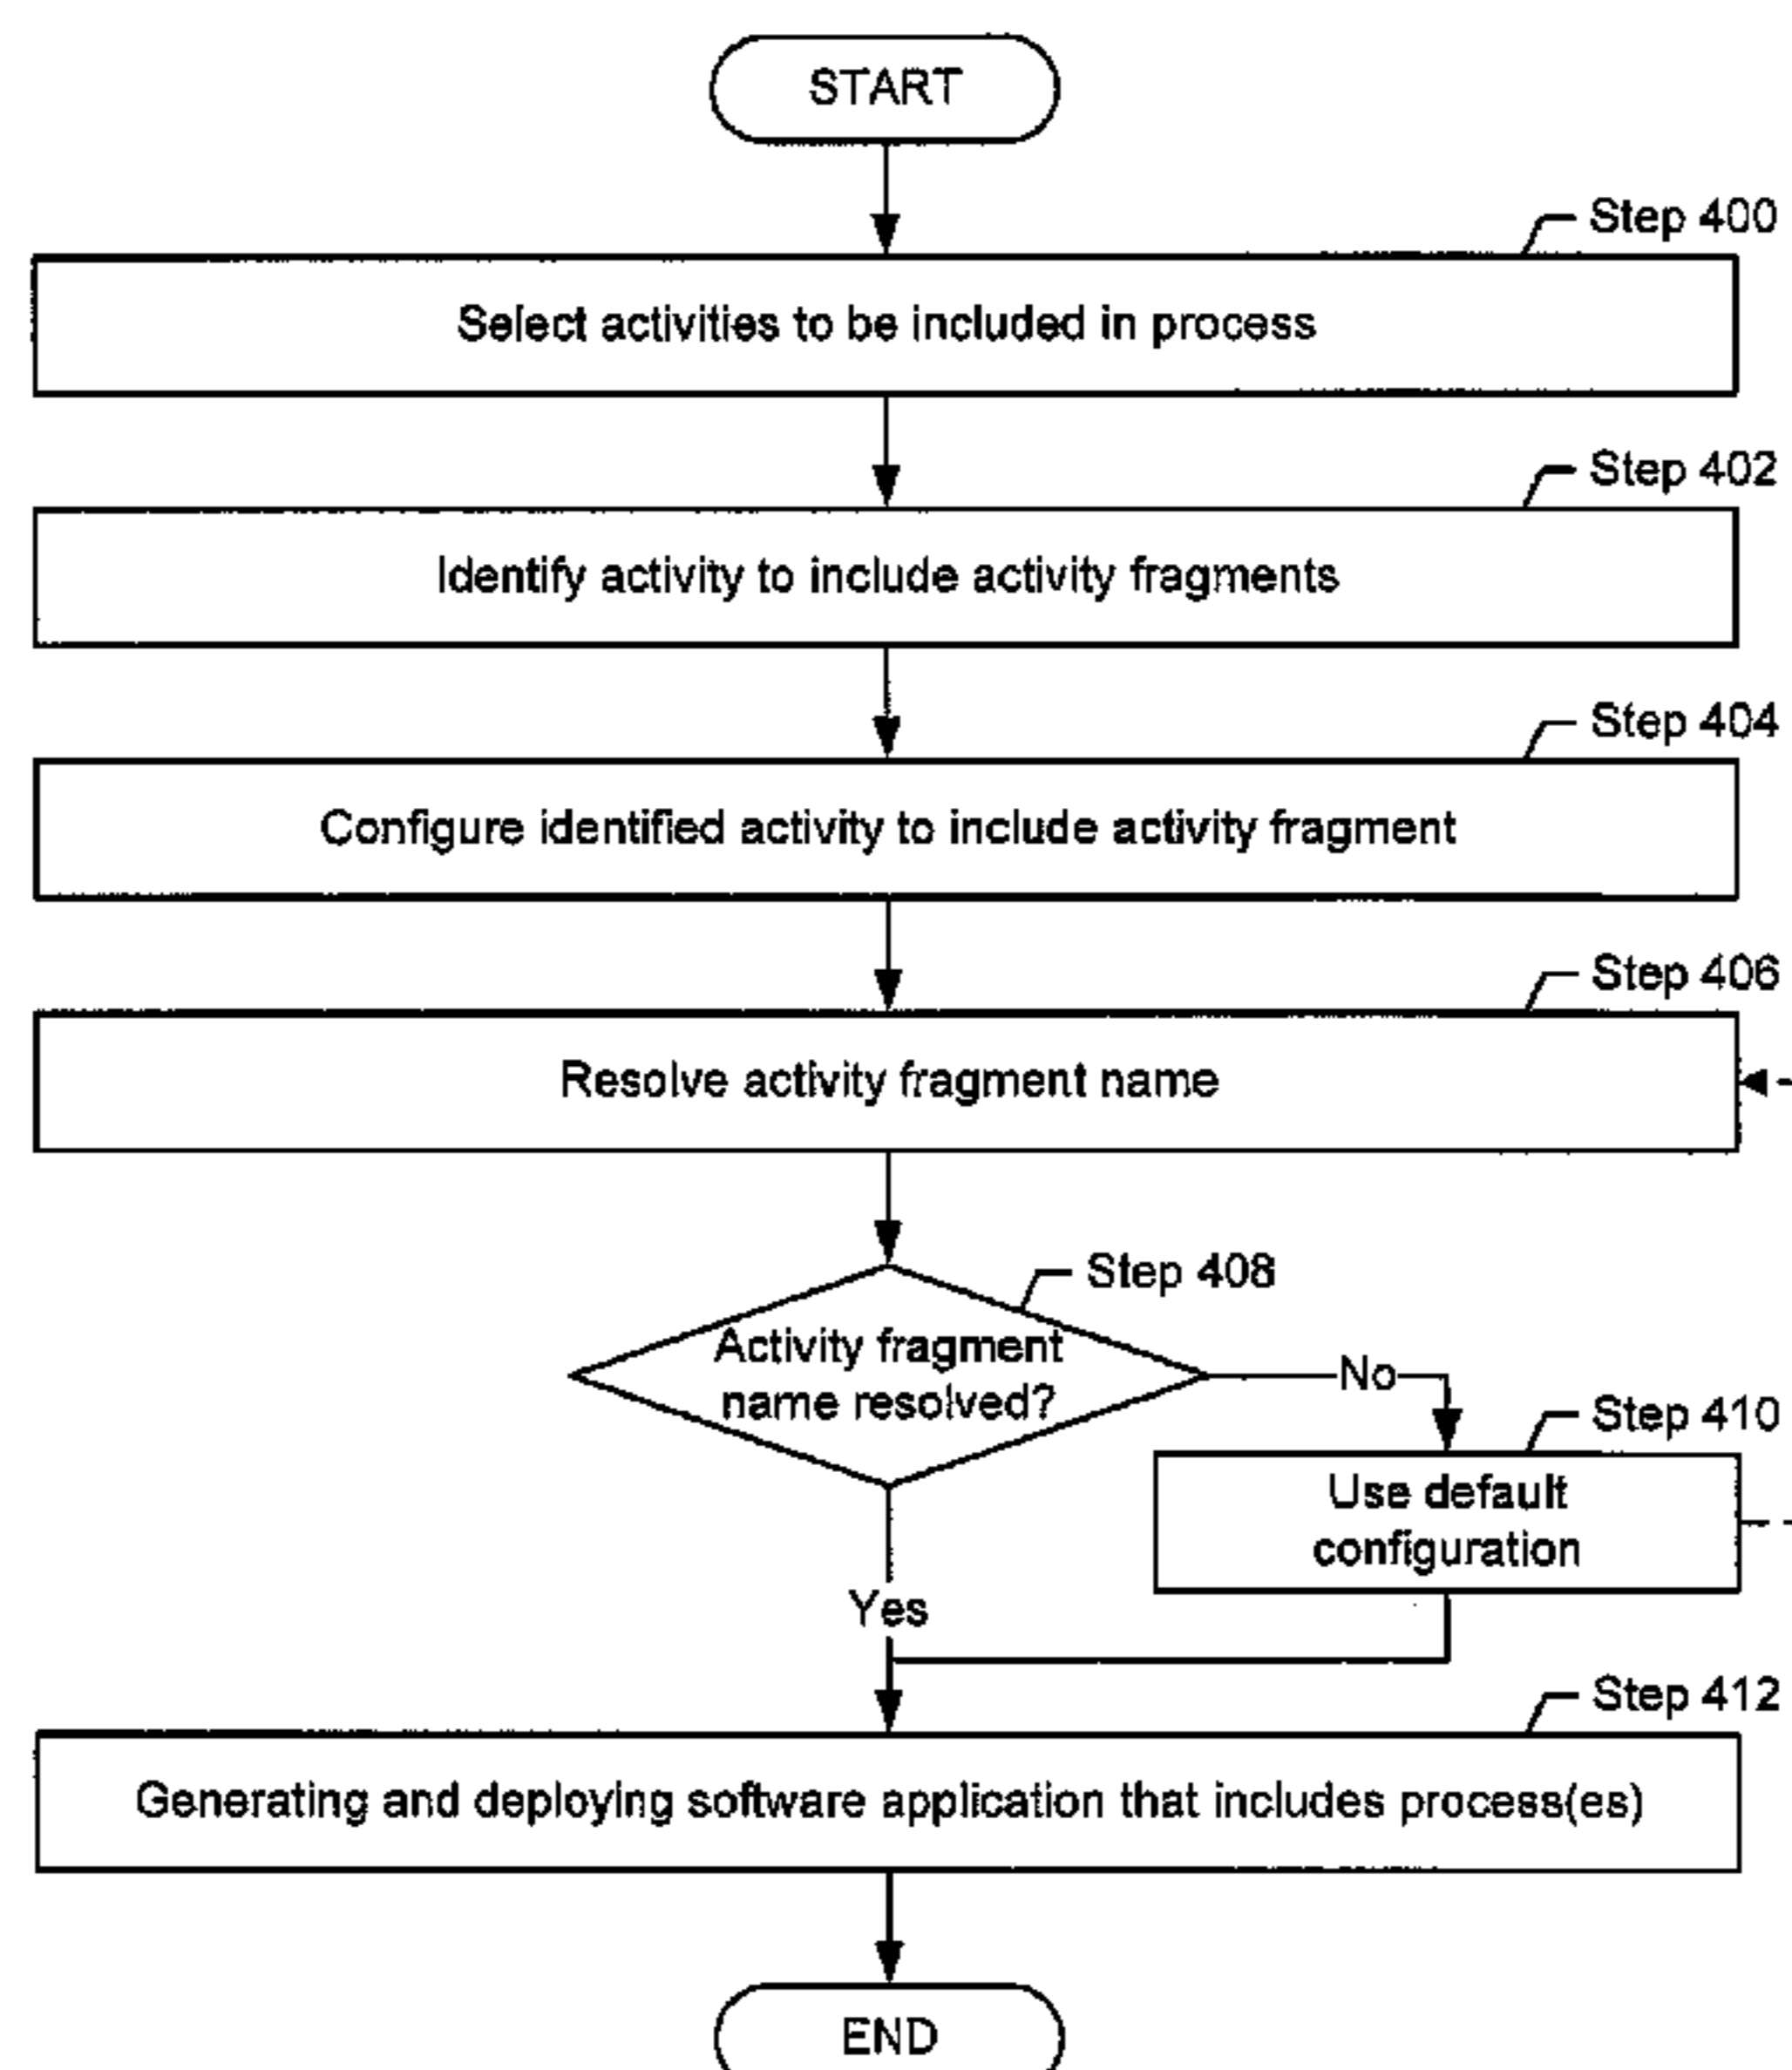 START
Step 400
Select activities to be included in process
Step 402
Identify activity to include activity fragments
Step 404
Configure identified activity to include activity fragment
Step 406
Resolve activity fragment name
Step 408
Activity fragment
name resolved?
No
Step 410
Use default
configuration
Yes
Step 412
Generating and deploying software application that includes process(es)
END